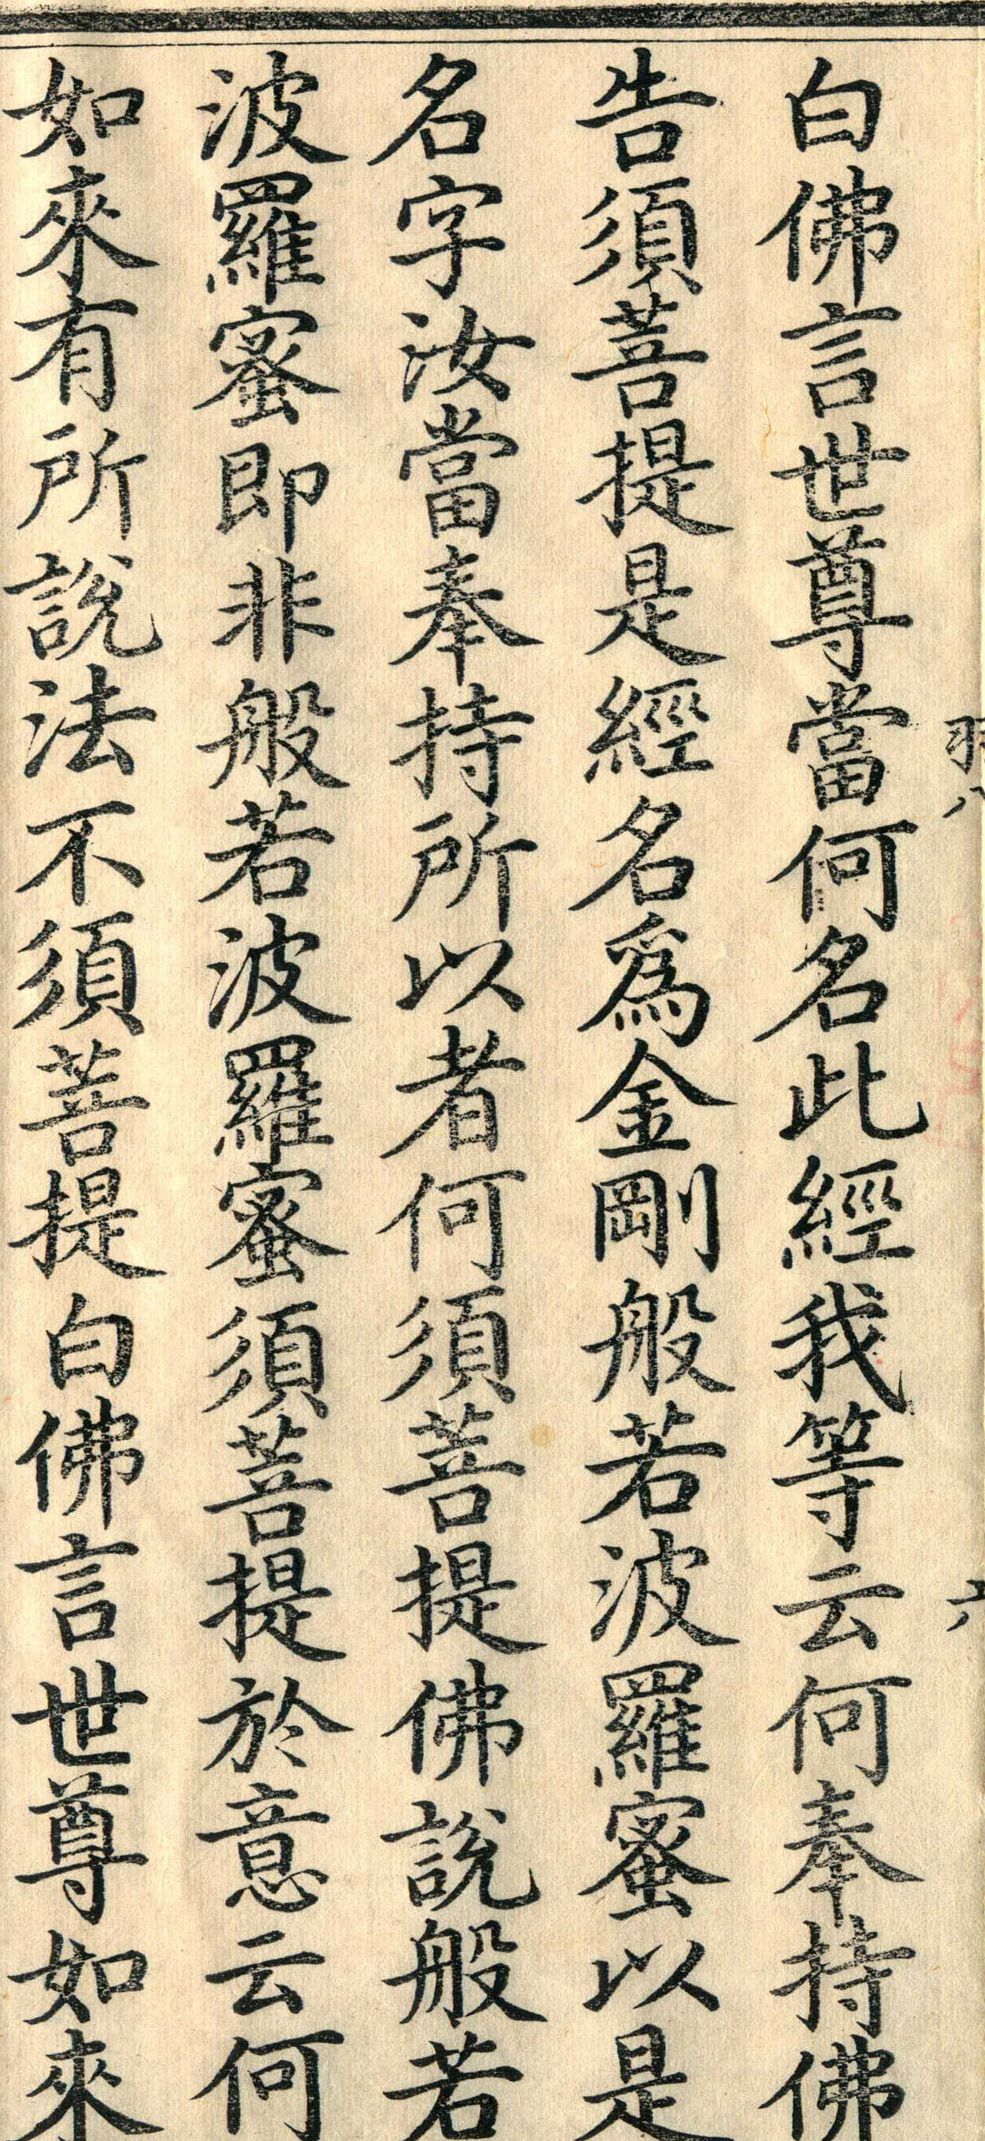 羽八
六
白佛言世尊當何名此經我等云何奉持佛
告須菩提是經名爲金剛般若波羅蜜以是
名字汝當奉持所以者何須菩提佛說般若
波羅蜜即非般若波羅蜜須菩提於意云何
如來有所說法不須菩提白佛言世尊如來